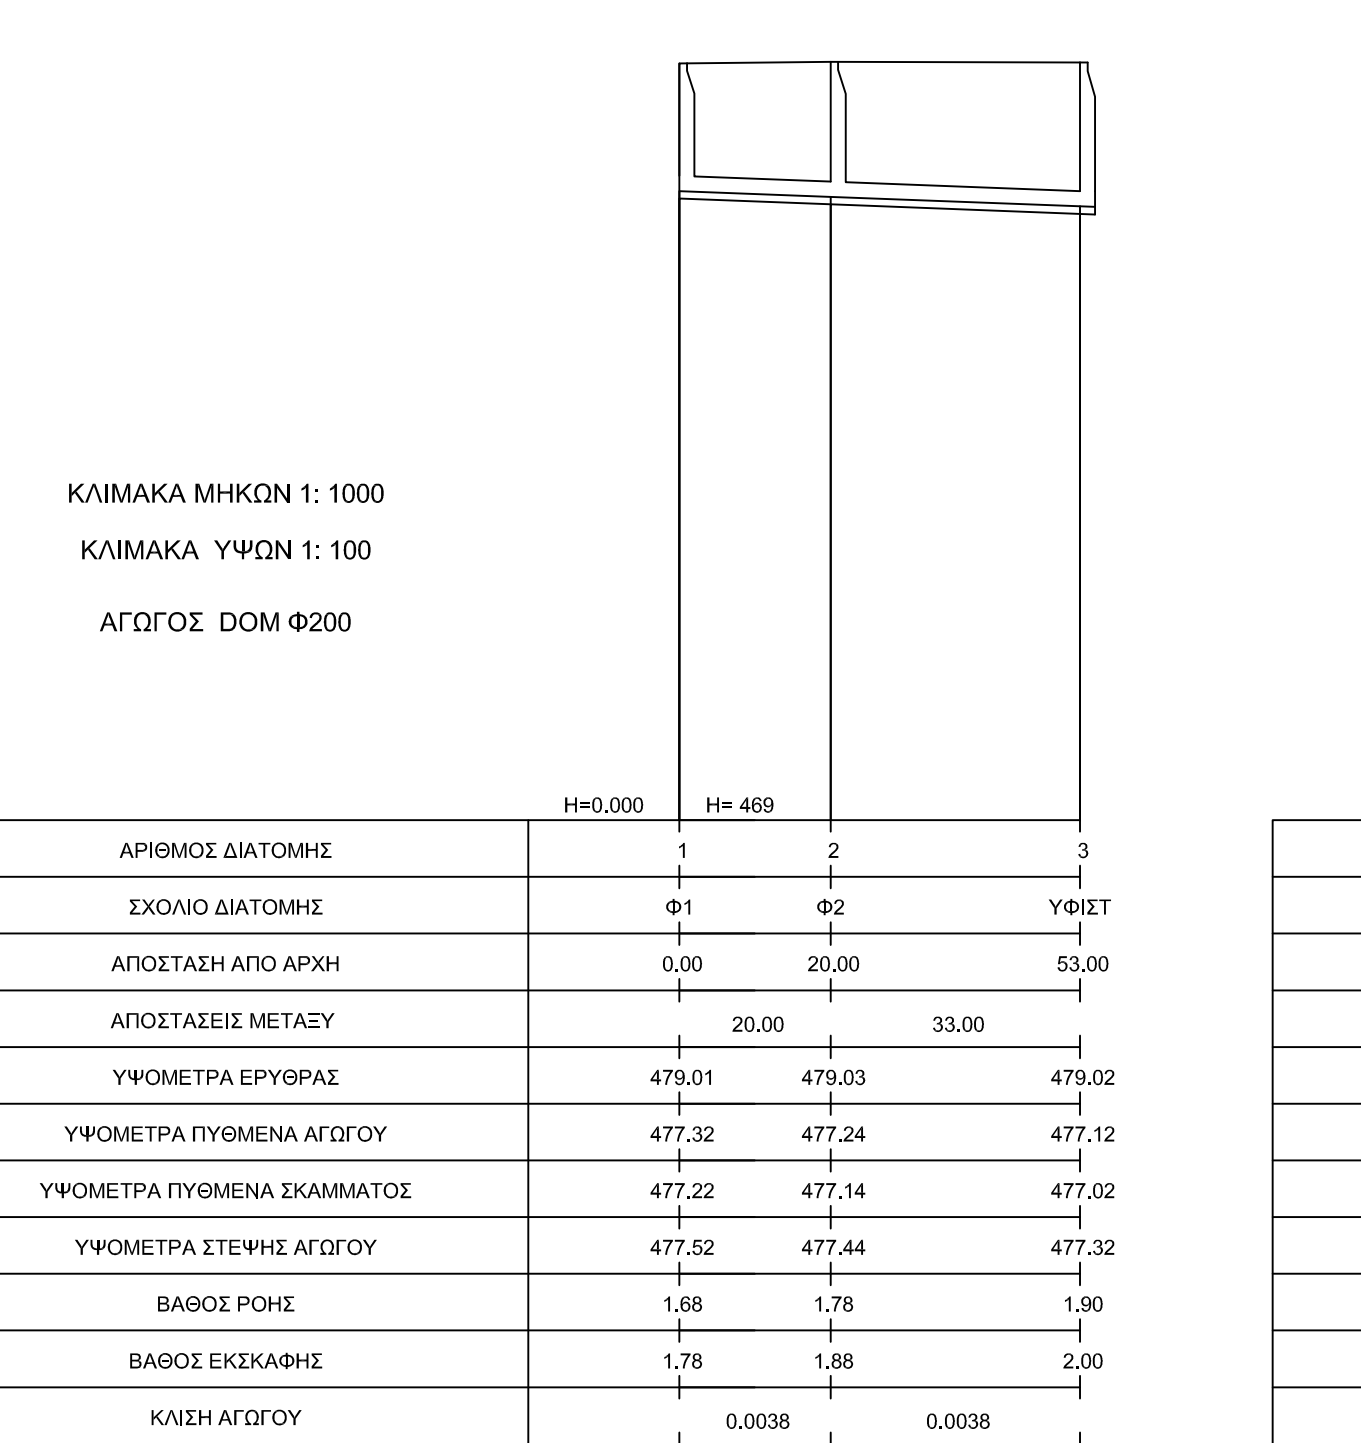 ΚΛΙΜΑΚΑ ΜΗΚΩΝ 1: 1000
ΚΛΙΜΑΚΑ ΥΨΩΝ 1: 100
ΑΓΩΓΟΣ DOM Φ200
H=0.000 H= 469
ΑΡΙΘΜΟΣ ΔΙΑΤΟΜΗΣ 1 2 3
ΣΧΟΛΙΟ ΔΙΑΤΟΜΗΣ Φ1 Φ2 ΥΦΙΣΤ
ΑΠΟΣΤΑΣΗ ΑΠΟ ΑΡΧΗ 0.00 20.00 53.00
ΑΠΟΣΤΑΣΕΙΣ ΜΕΤΑΞΥ 20.00 33.00
ΥΨΟΜΕΤΡΑ ΕΡΥΘΡΑΣ 479.01 479.03 479.02
ΥΨΟΜΕΤΡΑ ΠΥΘΜΕΝΑ ΑΓΩΓΟΥ 477.32 477.24 477.12
ΥΨΟΜΕΤΡΑ ΠΥΘΜΕΝΑ ΣΚΑΜΜΑΤΟΣ 477.22 477.14 477.02
ΥΨΟΜΕΤΡΑ ΣΤΕΨΗΣ ΑΓΩΓΟΥ 477.52 477.44 477.32
ΒΑΘΟΣ ΡΟΗΣ 1.68 1.78 1.90
ΒΑΘΟΣ ΕΚΣΚΑΦΗΣ 1.78 1.88 2.00
ΚΛΙΣΗ ΑΓΩΓΟΥ 0.0038 0.0038